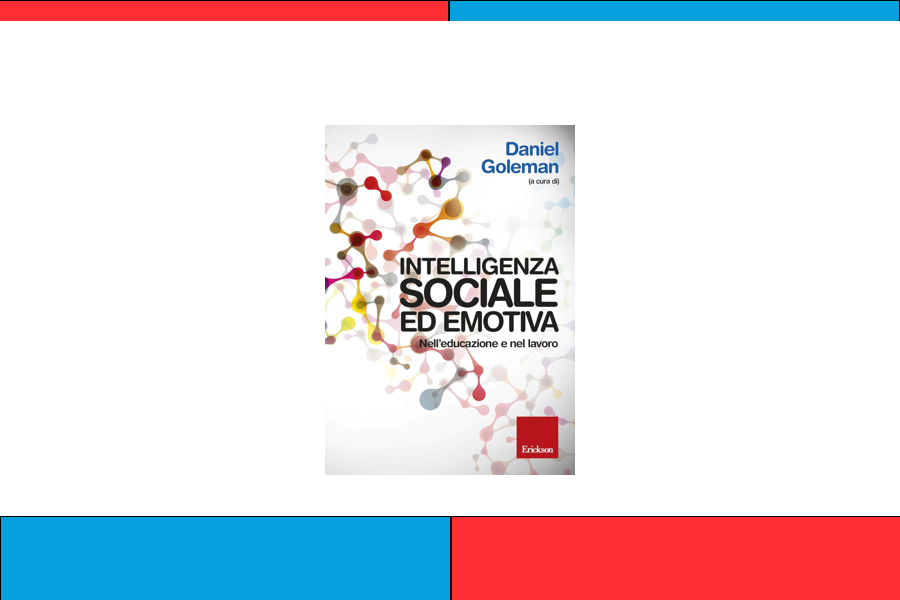 Daniel
Goleman
(a cura di)
INTELLIGENZA
SOCIALE
ED EMOTIVA
Nell'educazione e nel lavoro
Erickson